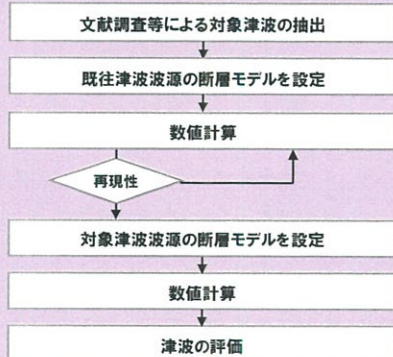 文献調査等による対象津波の抽出
既往津波波源の断層モデルを設定
数値計算
再現性
対象津波波源の断層モデルを設定
数値計算
津波の評価